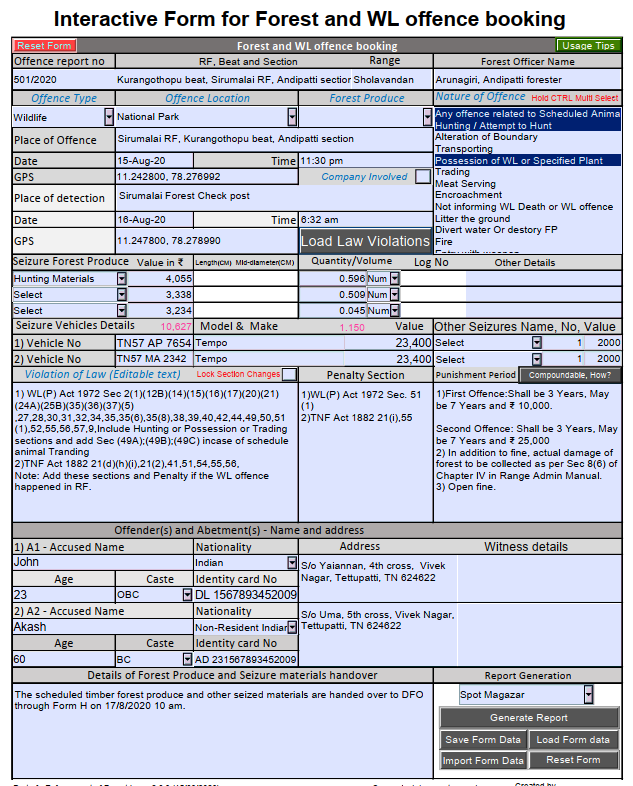 Interactive Form for Forest and WL offence booking
Reset Form Forest and WL offence booking Usage Tips
Offence report no RF, Beat and Section Range Forest Officer Name
501/2020 Kurangothopu beat, Sirumalai RF, Andipatti sectior Sholavandan Arunagiri, Andipatti forester
Offence Type Offence Location Forest Produce Nature of Offence Hold CTRL Multi Select
Wildlife National Park
Any offence related to Scheduled Anima
Hunting / Attempt to Hunt
Alteration of Boundary
Transporting
Possession of WL or Specified Plant
Trading
Meat Serving
Encroachment
Not informing WL Death or WL offence
Litter the ground
Divert water Or destory FP
Fire
Place of Offence Sirumalai RF, Kurangothopu beat, Andipatti section
Date 15-Aug-20 Time 11:30 pm
GPS 11.242800, 78.276992 Company Involved
Place of detection Sirumalai Forest Check post
Date 16-Aug-20 Time 6:32 am
GPS 11.247800, 78.278990 Load Law Violations
Seizure Forest Produce Value in ₹ Length(CM) Mid-diameter(CM) Quantity/Volume Log No Other Details
Hunting Materials 4,055 0.596 Num
Select 3,338 0.509 Num
Select 3,234 0.045 Num
Seizure Vehicles Details 10,627 Model & Make 1.150 Value Other Seizures Name, No, Value
1) Vehicle No TN57 AP 7654 Tempo 23,400 Select 1 2000
2) Vehicle No TN57 MA 2342 Tempo 23,400 Select 1 2000
Violation of Law (Editable text) Lock Section Changes Penalty Section Punishment Period Compoundable, How?
1) WL(P) Act 1972 Sec 2(1)(12B)(14)(15)(16)(17)(20)(21)
(24A)(25B)(35)(36)(37)(5)
,27,28,30,31,32,34,35,35(6),35(8),38,39,40,42,44,49,50,51
(1),52,55,56,57,9,Include Hunting or Possession or Trading
sections and add Sec (49A);(49B);(49C) incase of schedule
animal Tranding
2)TNF Act 1882 21(d)(h)(i),21(2),41,51,54,55,56,
Note: Add these sections and Penalty if the WL offence
happened in RF.
1)WL(P) Act 1972 Sec. 51
(1)
2)TNF Act 1882 21(i),55
1)First Offence:Shall be 3 Years, May
be 7 Years and ₹ 10,000.
Second Offence: Shall be 3 Years, May
be 7 Years and ₹ 25,000
2) In addition to fine, actual damage of
forest to be collected as per Sec 8(6) of
Chapter IV in Range Admin Manual.
3) Open fine.
Offender(s) and Abetment(s) - Name and address
1) A1 - Accused Name Nationality Address Witness details
John Indian
S/o Yaiannan, 4th cross, Vivek
Nagar, Tettupatti, TN 624622
Age Caste Identity card No
23 OBC DL 1567893452009
2) A2 - Accused Name Nationality
Akash Non-Resident Indian
S/o Uma, 5th cross, Vivek Nagar,
Tettupatti, TN 624622
Age Caste Identity card No
60 BC AD 231567893452009
Details of Forest Produce and Seizure materials handover Report Generation
The scheduled timber forest produce and other seized materials are handed over to DFO
through Form H on 17/8/2020 10 am.
Spot Magazar
Generate Report
Save Form Data Load Form data
Import Form Data Reset Form